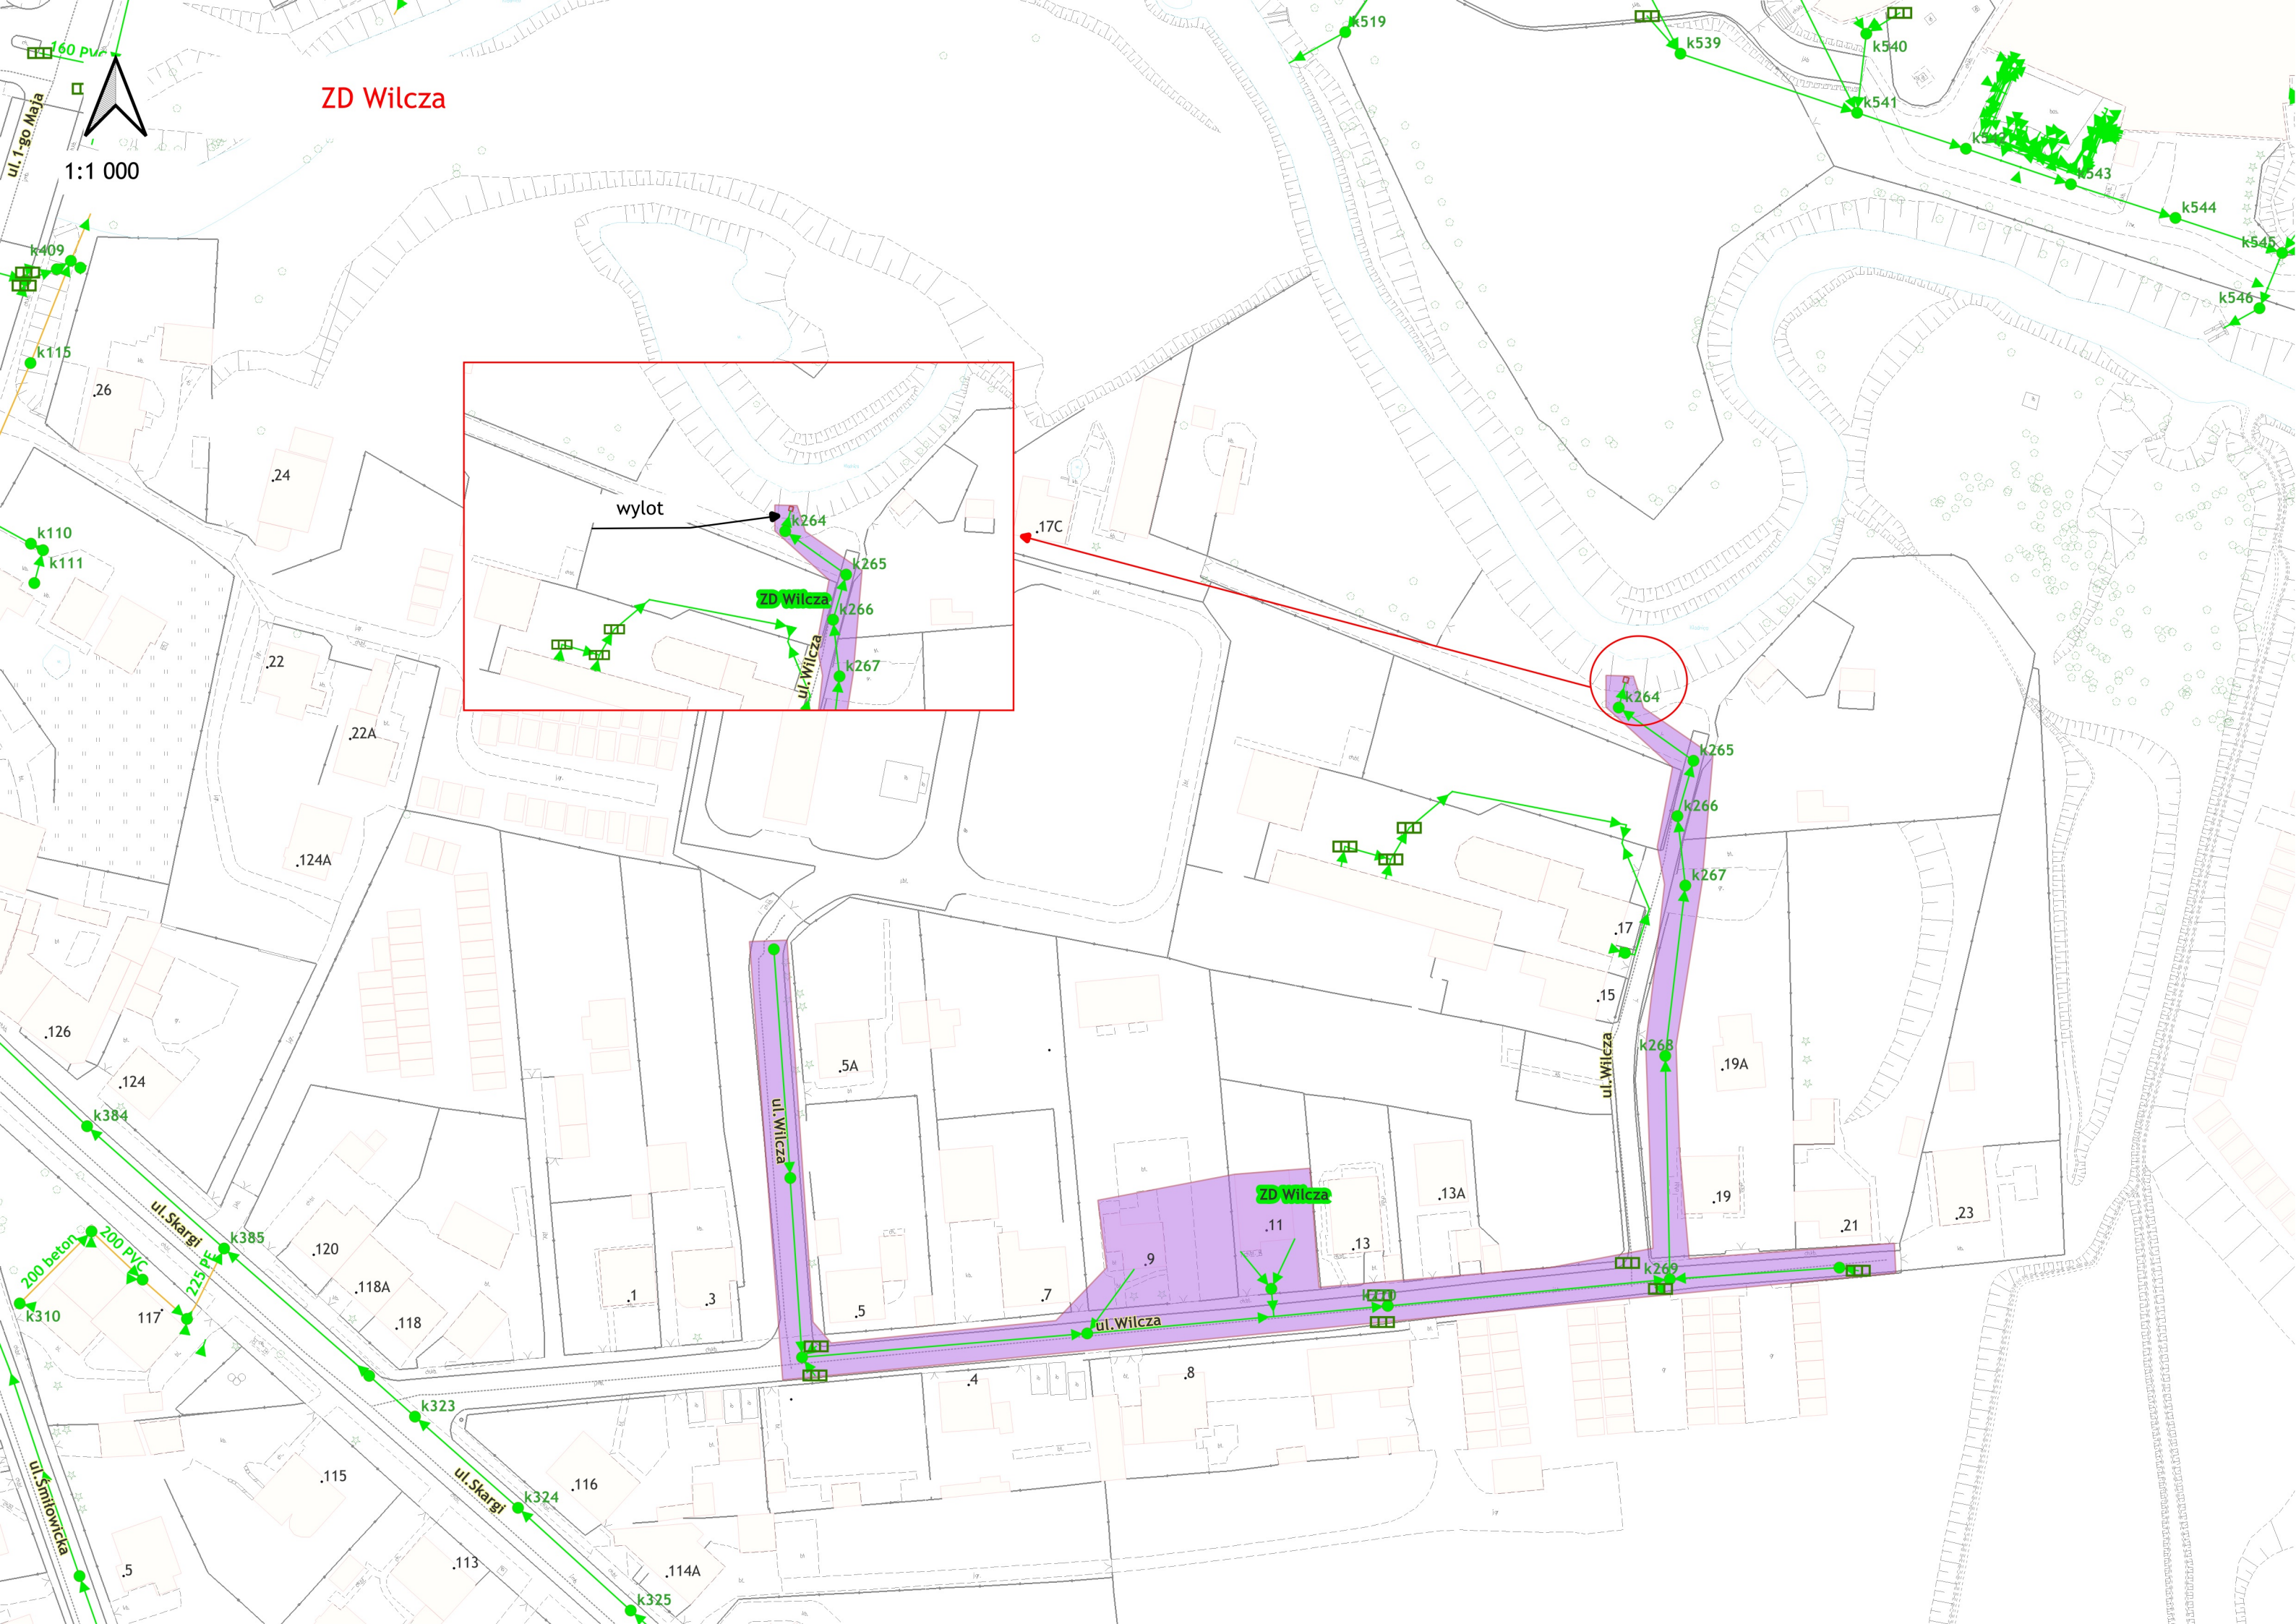 160 PVC
ZD Wilcza
k519
k539
k540
k541
ul. 1-go Maja
1:1 000
k543
k544
k545
k546
k409
k115
.26
.24
k110
k111
wylot
k264
k265
ZD Wilcza
k266
ul.Wilcza
k267
.17C
k264
k265
k266
k267
.22
.22A
.124A
.17
.15
.126
.124
k384
.5A
ul.Wilcza
k268
ul.Wilcza
.19A
ul.Skargi
k385
200 beton
200 PVC
225 PE
.120
.118A
.118
117
k310
.1
.3
.5
.7
.9
ZD Wilcza
.11
.13
.13A
k269
.19
.21
.23
ul.Wilcza
k323
.4
.8
ul.Skargi
k324
.115
.116
ul.Smiłowicka
.5
.113
.114A
k325